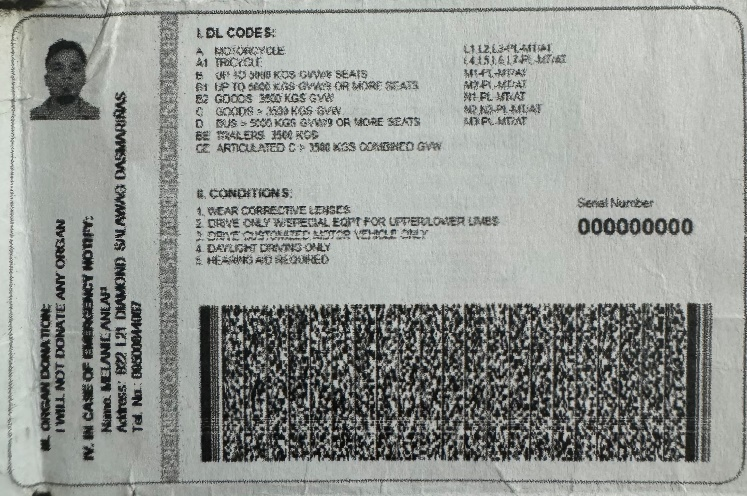 I. DL CODES:
A MOTORCYCLE L1,L2,L3-PL-MT/AT
A1 TRICYCLE L4,L5,L6,L7-PL-MT/AT
B UP TO 5000 KGS GVW/8 SEATS M1-PL-MT/AT
B1 UP TO 5000 KGS GVW/9 OR MORE SEATS M2-PL-MT/AT
B2 GOODS 3500 KGS GVW N1-PL-MT/AT
C GOODS > 3500 KGS GVW N2,N3-PL-MT/AT
D BUS > 5000 KGS GVW/9 OR MORE SEATS M3-PL-MT/AT
BE TRAILERS 3500 KGS
CE ARTICULATED C > 3500 KGS COMBINED GVW
II. CONDITIONS:
1. WEAR CORRECTIVE LENSES
2. DRIVE ONLY W/SPECIAL EQPT FOR UPPER/LOWER LIMBS
3. DRIVE CUSTOMIZED MOTOR VEHICLE ONLY
4. DAYLIGHT DRIVING ONLY
5. HEARING AID REQUIRED
Serial Number
000000000
III. ORGAN DONATION:
I WILL NOT DONATE ANY ORGAN
IV. IN CASE OF EMERGENCY NOTIFY:
Name: MELANIE
Address: B22 L21 DIAMOND SALAWAG DASMARIÑAS
Tel. No.: